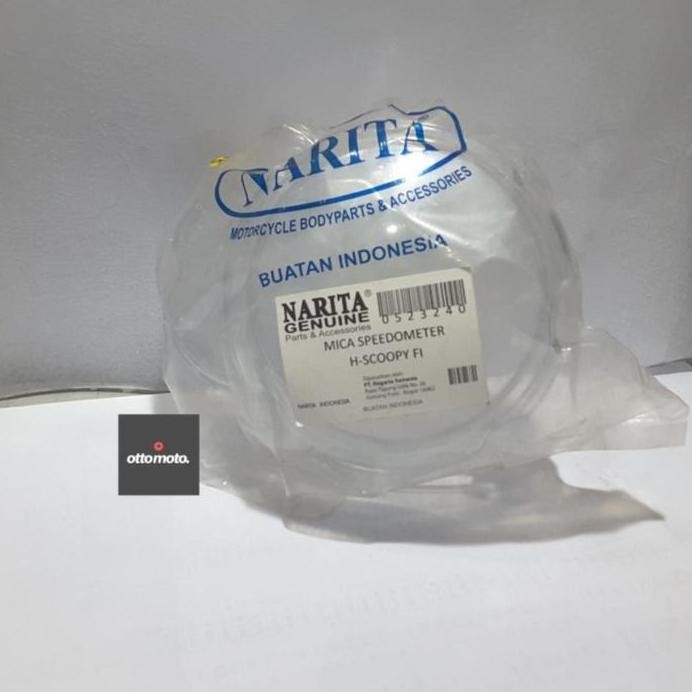 NARITA
MOTORCYCLE BODYPARTS & ACCESSORIES
BUATAN INDONESIA
NARITA®
GENUINE
Parts & Accessories
0523240
MICA SPEEDOMETER
H-SCOOPY FI
NARITA INDONESIA
BUATAN INDONESIA
ottomoto.